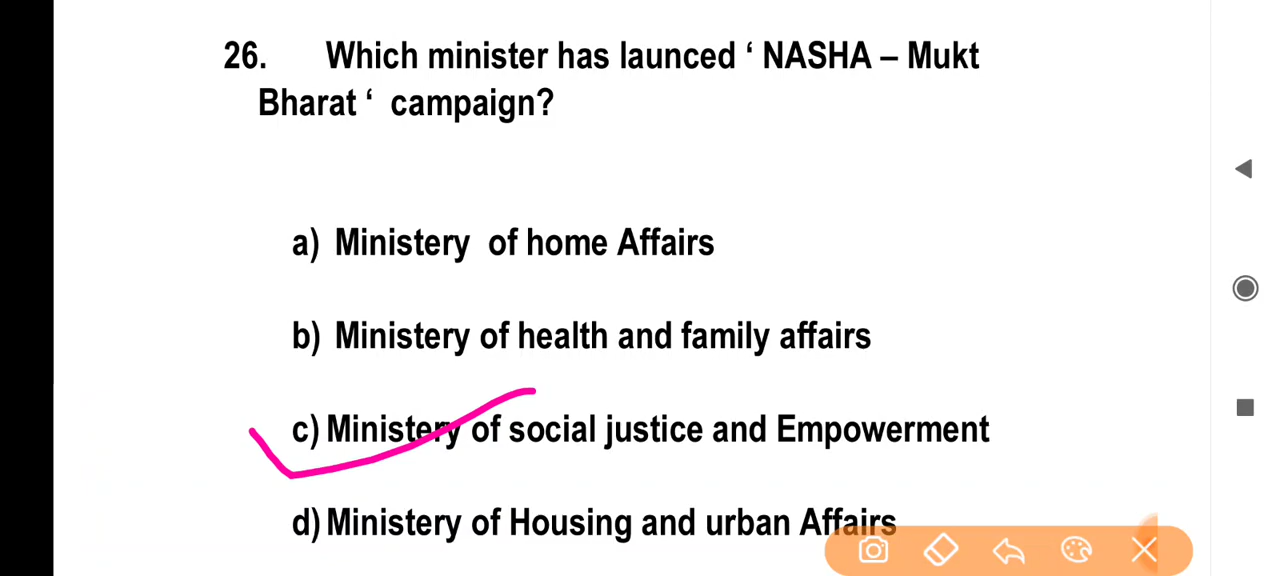 26. Which minister has launced ‘ NASHA – Mukt
Bharat ‘ campaign?
a) Ministery of home Affairs
b) Ministery of health and family affairs
c) Ministery of social justice and Empowerment
d) Ministery of Housing and urban Affairs